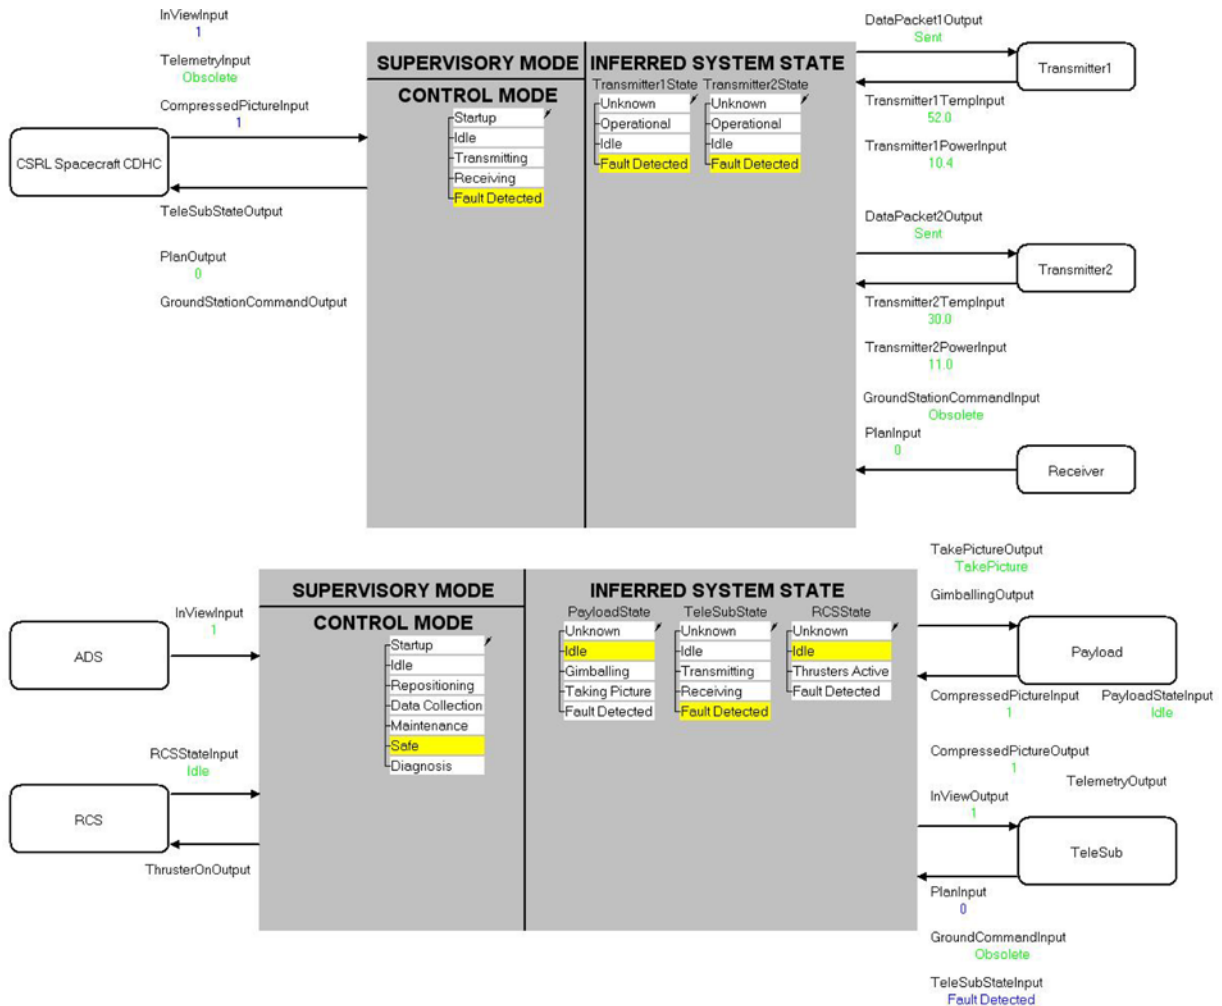 InViewInput
1
TelemetryInput
Obsolete
CompressedPictureInput
1
CSRL Spacecraft CDHC
TeleSubStateOutput
PlanOutput
0
GroundStationCommandOutput
SUPERVISORY MODE
CONTROL MODE
Startup
Idle
Transmitting
Receiving
Fault Detected
INFERRED SYSTEM STATE
Transmitter1State
Unknown
Operational
Idle
Fault Detected
Transmitter2State
Unknown
Operational
Idle
Fault Detected
DataPacket1Output
Sent
Transmitter1
Transmitter1TempInput
52.0
Transmitter1PowerInput
10.4
DataPacket2Output
Sent
Transmitter2
Transmitter2TempInput
30.0
Transmitter2PowerInput
11.0
GroundStationCommandInput
Obsolete
PlanInput
0
Receiver
InViewInput
1
ADS
RCSStateInput
Idle
RCS
ThrusterOnOutput
SUPERVISORY MODE
CONTROL MODE
Startup
Idle
Repositioning
Data Collection
Maintenance
Safe
Diagnosis
INFERRED SYSTEM STATE
PayloadState
Unknown
Idle
Gimballing
Taking Picture
Fault Detected
TeleSubState
Unknown
Idle
Transmitting
Receiving
Fault Detected
RCSState
Unknown
Idle
Thrusters Active
Fault Detected
TakePictureOutput
TakePicture
GimballingOutput
Payload
CompressedPictureInput
1
PayloadStateInput
Idle
CompressedPictureOutput
1
TelemetryOutput
InViewOutput
1
TeleSub
PlanInput
0
GroundCommandInput
Obsolete
TeleSubStateInput
Fault Detected